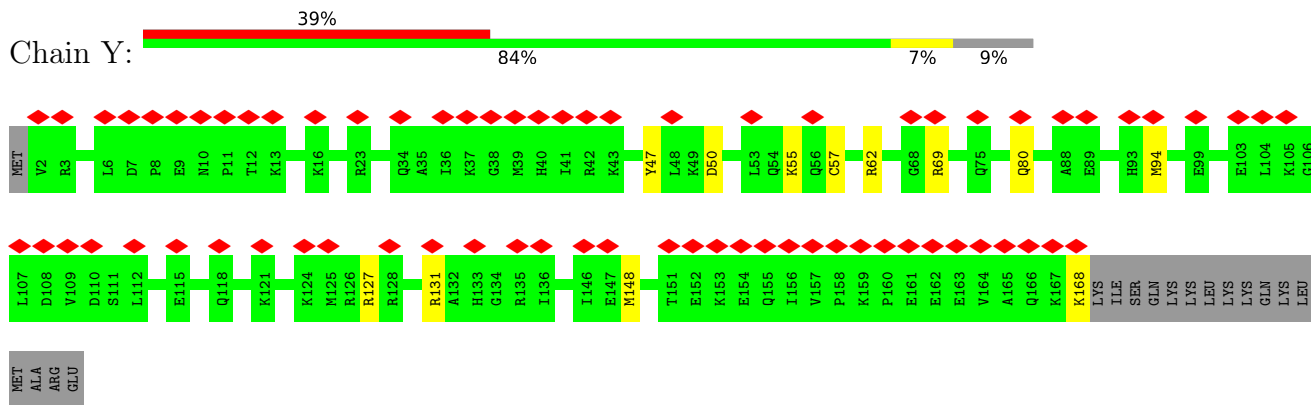 39%
Chain Y:
84% 7% 9%
MET V2 R3 L6 D7 P8 E9 N10 P11 T12 K13 K16 R23 Q34 A35 I36 K37 G38 M39 H40 I41 R42 K43 Y47 L48 K49 D50 L53 Q54 K55 Q56 C57 R62 G68 R69 Q75 Q80 A88 E89 H93 M94 E99 E103 L104 K105 G106
L107 D108 V109 D110 S111 L112 E115 Q118 K121 K124 M125 R126 R127 R128 R131 A132 H133 G134 R135 I136 I146 E147 M148 T151 E152 K153 E154 Q155 I156 V157 P158 K159 P160 E161 E162 E163 V164 A165 Q166 K167 K168 LYS ILE SER GLN LYS LYS LEU LYS LYS GLN LYS LEU
MET ALA ARG GLU